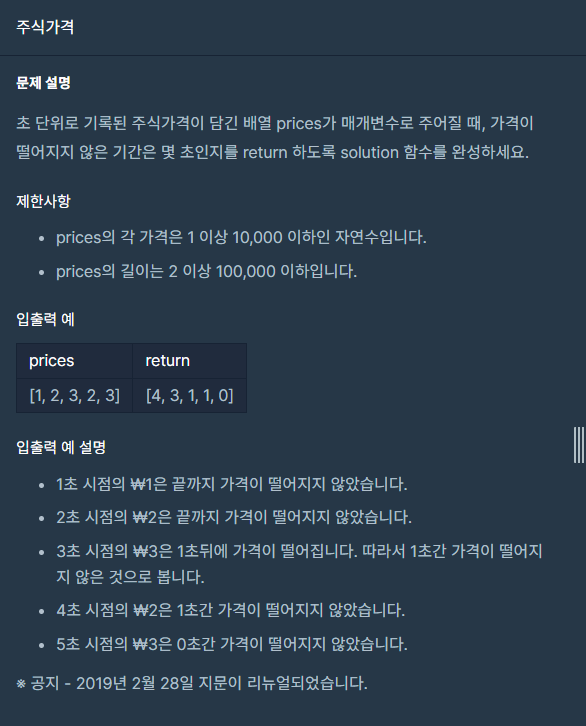 주식가격
문제 설명
초 단위로 기록된 주식가격이 담긴 배열 prices가 매개변수로 주어질 때, 가격이
떨어지지 않은 기간은 몇 초인지를 return 하도록 solution 함수를 완성하세요.
제한사항
• prices의 각 가격은 1 이상 10,000 이하인 자연수입니다.
• prices의 길이는 2 이상 100,000 이하입니다.
입출력 예
prices return
[1, 2, 3, 2, 3] [4, 3, 1, 1, 0]
입출력 예 설명
• 1초 시점의 ₩1은 끝까지 가격이 떨어지지 않았습니다.
• 2초 시점의 ₩2은 끝까지 가격이 떨어지지 않았습니다.
• 3초 시점의 ₩3은 1초뒤에 가격이 떨어집니다. 따라서 1초간 가격이 떨어지
지 않은 것으로 봅니다.
• 4초 시점의 ₩2은 1초간 가격이 떨어지지 않았습니다.
• 5초 시점의 ₩3은 0초간 가격이 떨어지지 않았습니다.
※ 공지 - 2019년 2월 28일 지문이 리뉴얼되었습니다.